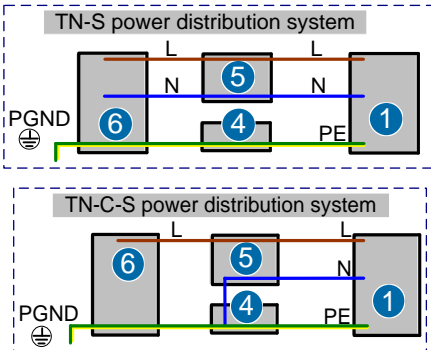 TN-S power distribution system
L L
5
N N
PGND
6
4
1
PE
TN-C-S power distribution system
L L
6
5
N
4
1
PGND
PE